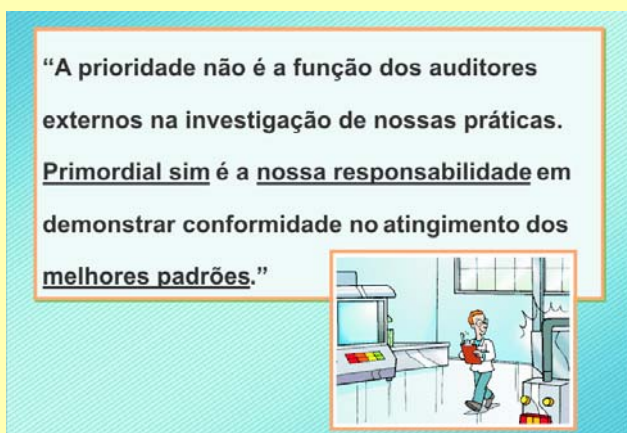 “A prioridade não é a função dos auditores
externos na investigação de nossas práticas.
Primordial sim é a nossa responsabilidade em
demonstrar conformidade no atingimento dos
melhores padrões.”